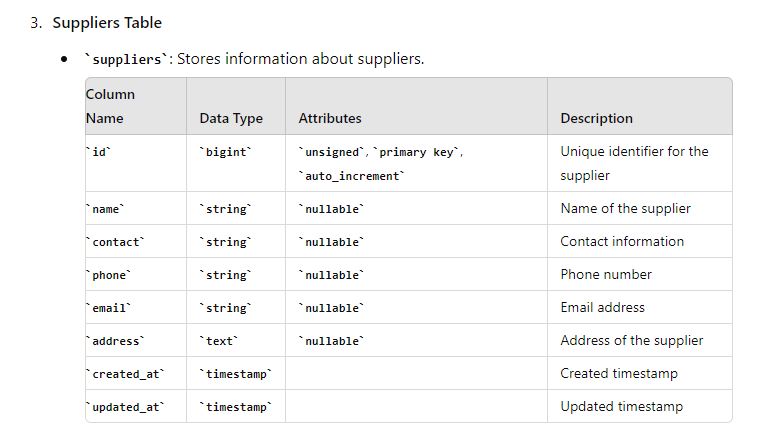 3. Suppliers Table
• `suppliers`: Stores information about suppliers.
Column
Name Data Type Attributes Description
`id` `bigint` `unsigned`, `primary key`, Unique identifier for the
`auto_increment` supplier
`name` `string` `nullable` Name of the supplier
`contact` `string` `nullable` Contact information
`phone` `string` `nullable` Phone number
`email` `string` `nullable` Email address
`address` `text` `nullable` Address of the supplier
`created_at` `timestamp` Created timestamp
`updated_at` `timestamp` Updated timestamp